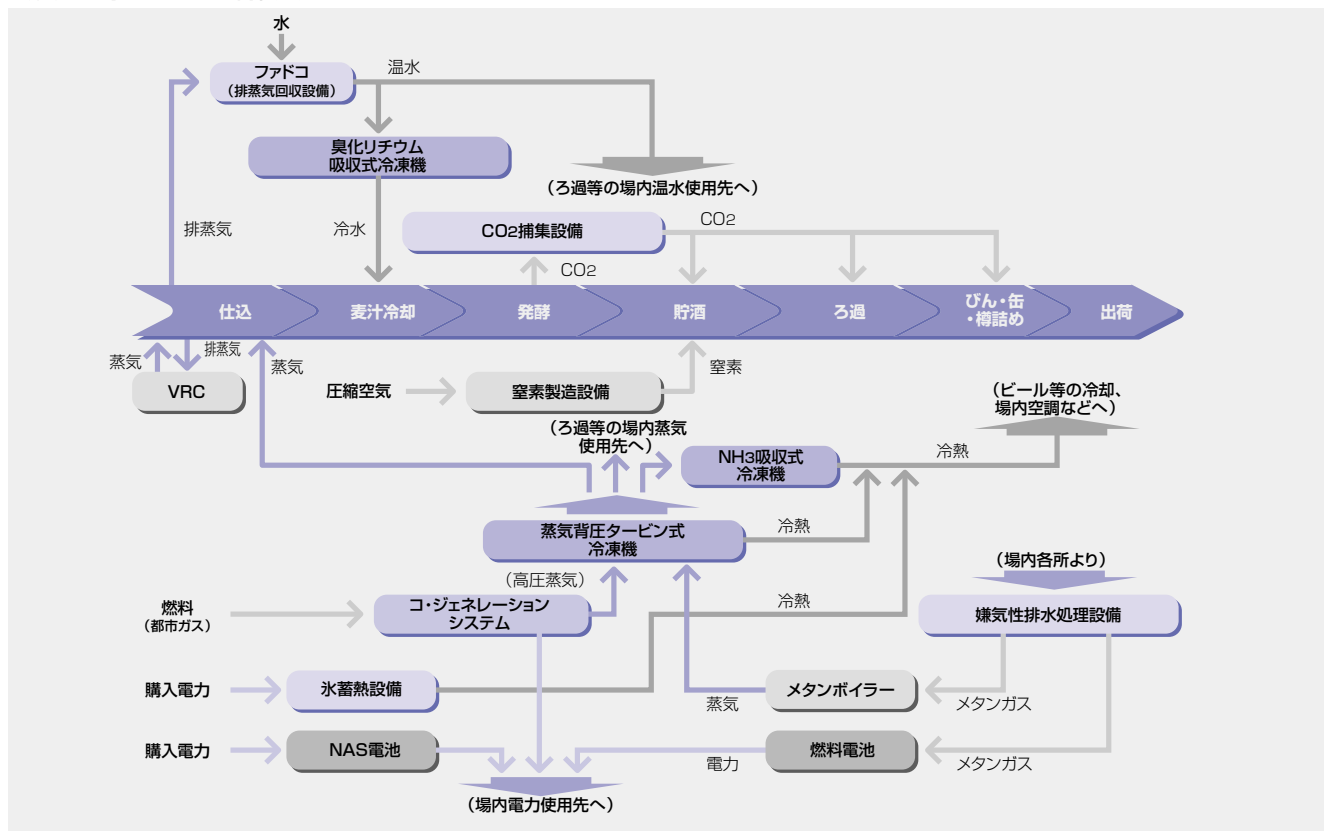 水
ファドコ
（排蒸気回収設備）
温水
臭化リチウム
吸収式冷凍機
（ろ過等の場内温水使用先へ）
排蒸気
冷水
CO2捕集設備
CO2
CO2
仕込
麦汁冷却
発酵
貯酒
ろ過
びん・缶
・樽詰め
出荷
蒸気
排蒸気
蒸気
VRC
圧縮空気
窒素製造設備
窒素
（ビール等の冷却、
場内空調などへ）
（ろ過等の場内蒸気
使用先へ）
NH3吸収式
冷凍機
冷熱
蒸気背圧タービン式
冷凍機
冷熱
（場内各所より）
（高圧蒸気）
燃料
（都市ガス）
コ・ジェネレーション
システム
冷熱
嫌気性排水処理設備
購入電力
氷蓄熱設備
蒸気
メタンボイラー
メタンガス
購入電力
NAS電池
電力
燃料電池
メタンガス
（場内電力使用先へ）